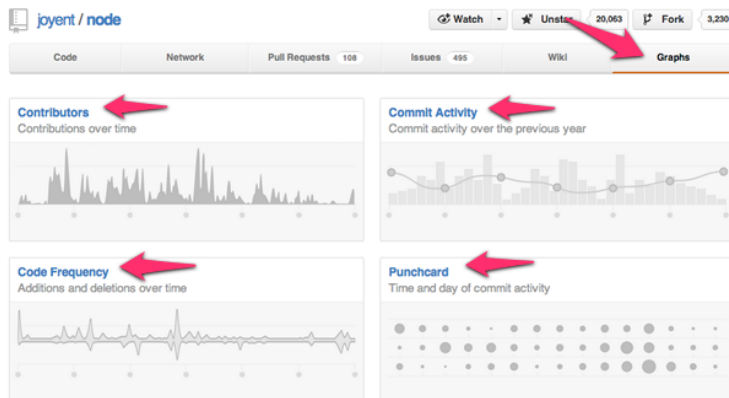 joyent / node
Watch
Unstar
20,063
Fork
3,230
Code
Network
Pull Requests 108
Issues 495
Wiki
Graphs
Contributors
Contributions over time
Commit Activity
Commit activity over the previous year
Code Frequency
Additions and deletions over time
Punchcard
Time and day of commit activity